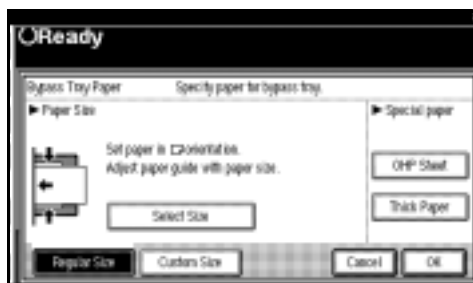 Ready
Bypass Tray Paper Specify paper for bypass tray.
► Paper Size ► Special paper
Set paper in orientation.
Adjust paper guide with paper size.
OHP Sheet
Select Size Thick Paper
Regular Size Custom Size Cancel OK